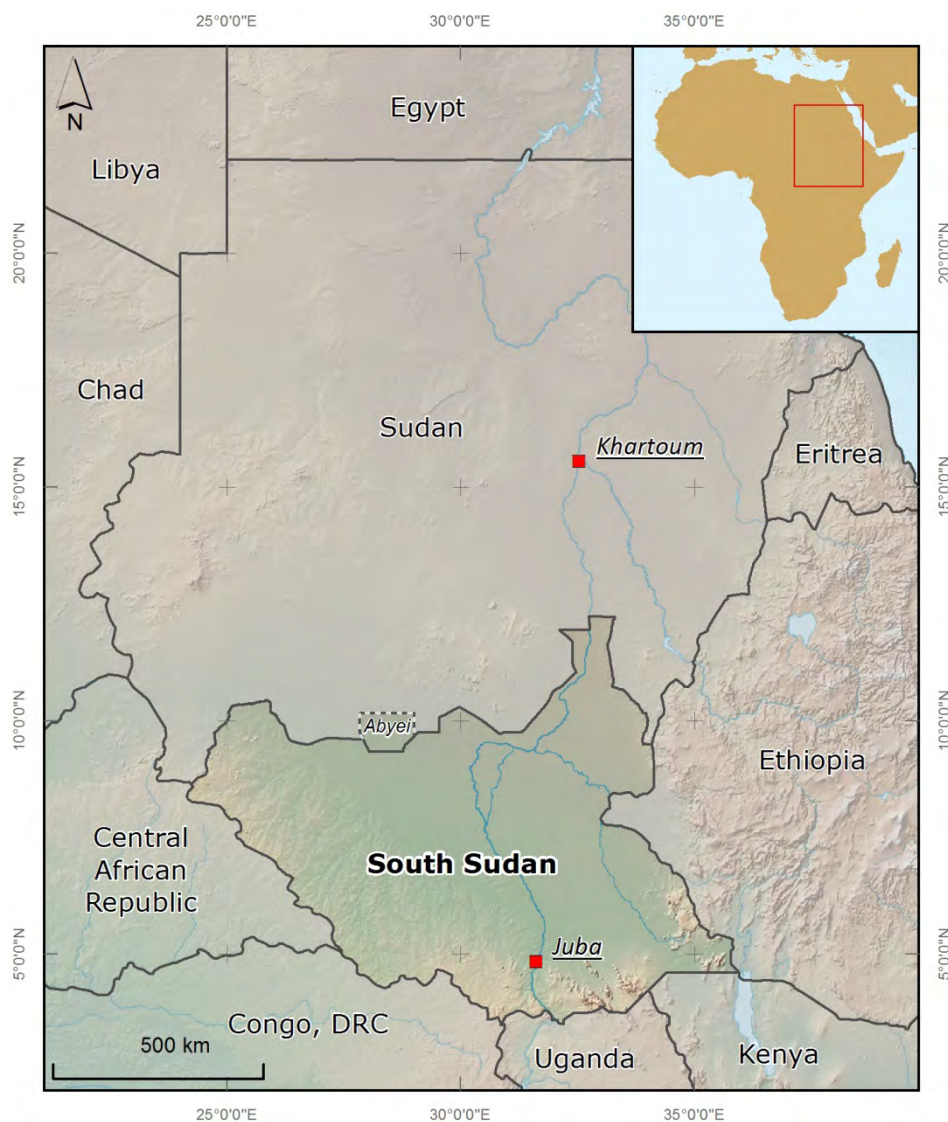 25°0'0"E
30°0'0"E
35°0'0"E
N
Egypt
Libya
20°0'0"N
20°0'0"N
Chad
Sudan
Khartoum
Eritrea
15°0'0"N
15°0'0"N
10°0'0"N
Abyei
10°0'0"N
Ethiopia
Central
African
Republic
South Sudan
5°0'0"N
Juba
5°0'0"N
Congo, DRC
500 km
Uganda
Kenya
25°0'0"E
30°0'0"E
35°0'0"E